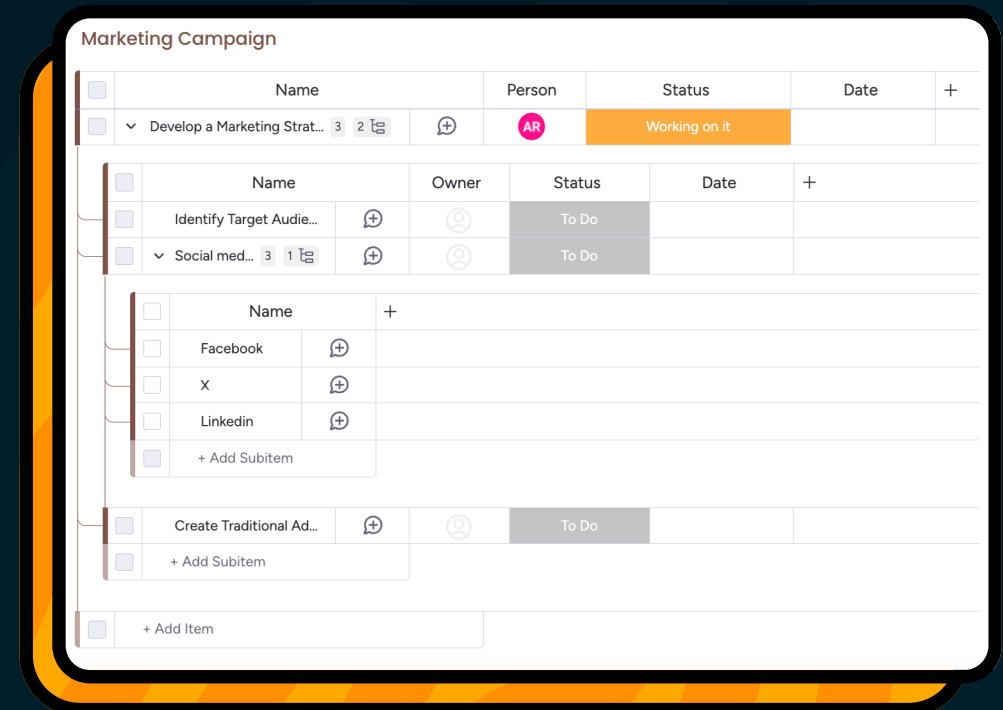 Marketing Campaign
Name Person Status Date +
Develop a Marketing Strat... 3 2 AR Working on it
Name Owner Status Date +
Identify Target Audie... To Do
Social med... 3 1 To Do
Name +
Facebook
X
Linkedin
+ Add Subitem
Create Traditional Ad... To Do
+ Add Subitem
+ Add Item